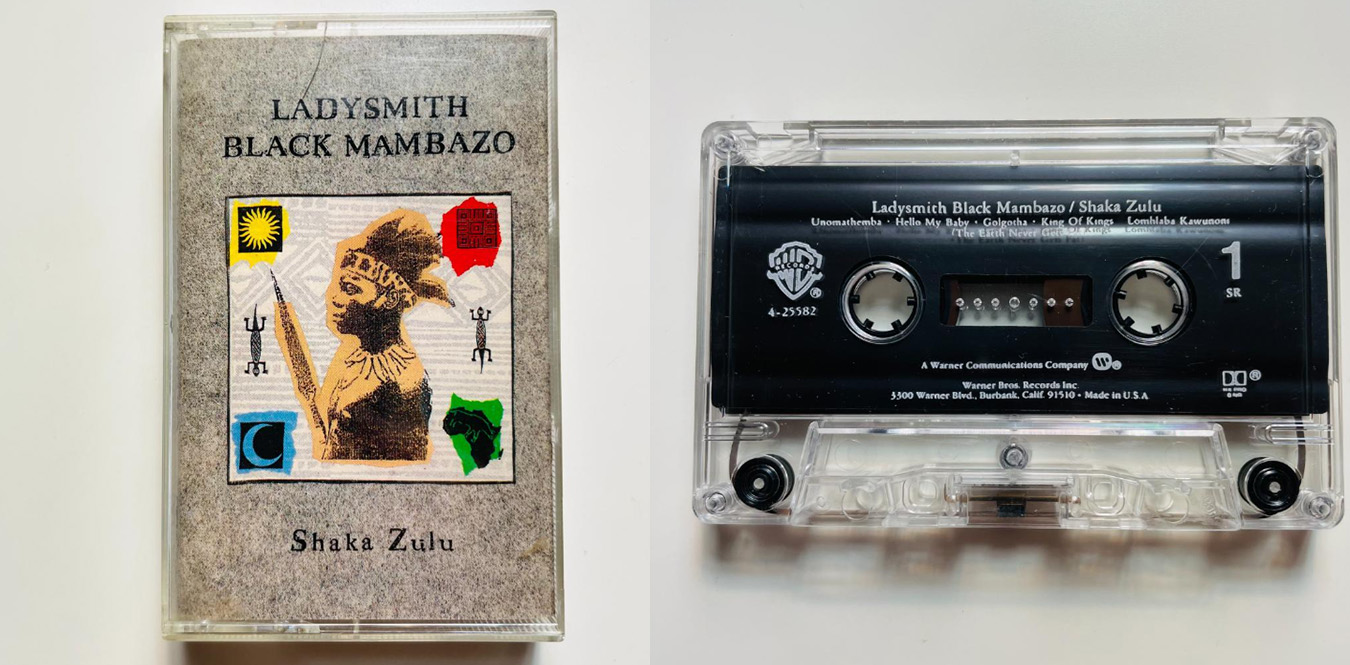 LADYSMITH
BLACK MAMBAZO
Shaka Zulu
Ladysmith Black Mambazo / Shaka Zulu
Unomathemba · Hello My Baby · Golgotha · King Of Kings Lomhlaba Kawunoni
The Earth Never Gets
RECORDS
®
4-25582
1
SR
A Warner Communications Company ®
Warner Bros. Records Inc.
3300 Warner Blvd., Burbank, Calif. 91510 • Made in U.S.A
®